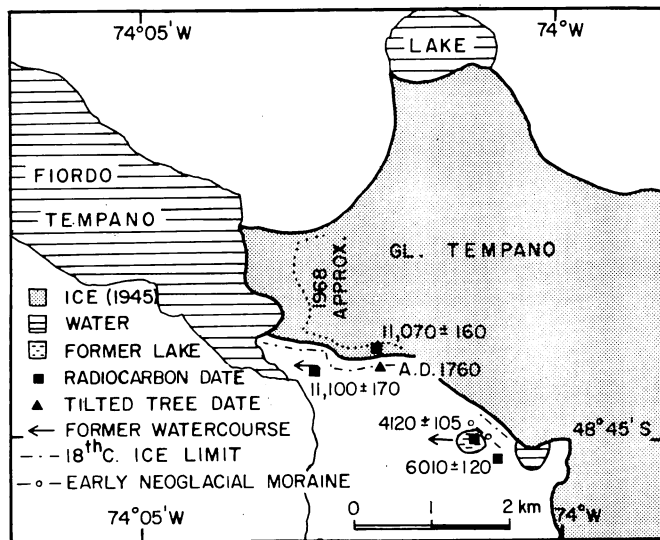 74°05'W
74°W
LAKE
FIORDO
TEMPANO
GL. TEMPANO
1968
APPROX.
ICE (1945)
WATER
FORMER LAKE
RADIOCARBON DATE
TILTED TREE DATE
FORMER WATERCOURSE
18thC. ICE LIMIT
EARLY NEOGLACIAL MORAINE
11,070±160
A.D. 1760
11,100±170
4120±105
48°45' S
6010±120
0 1 2 km
74°05'W
74°W